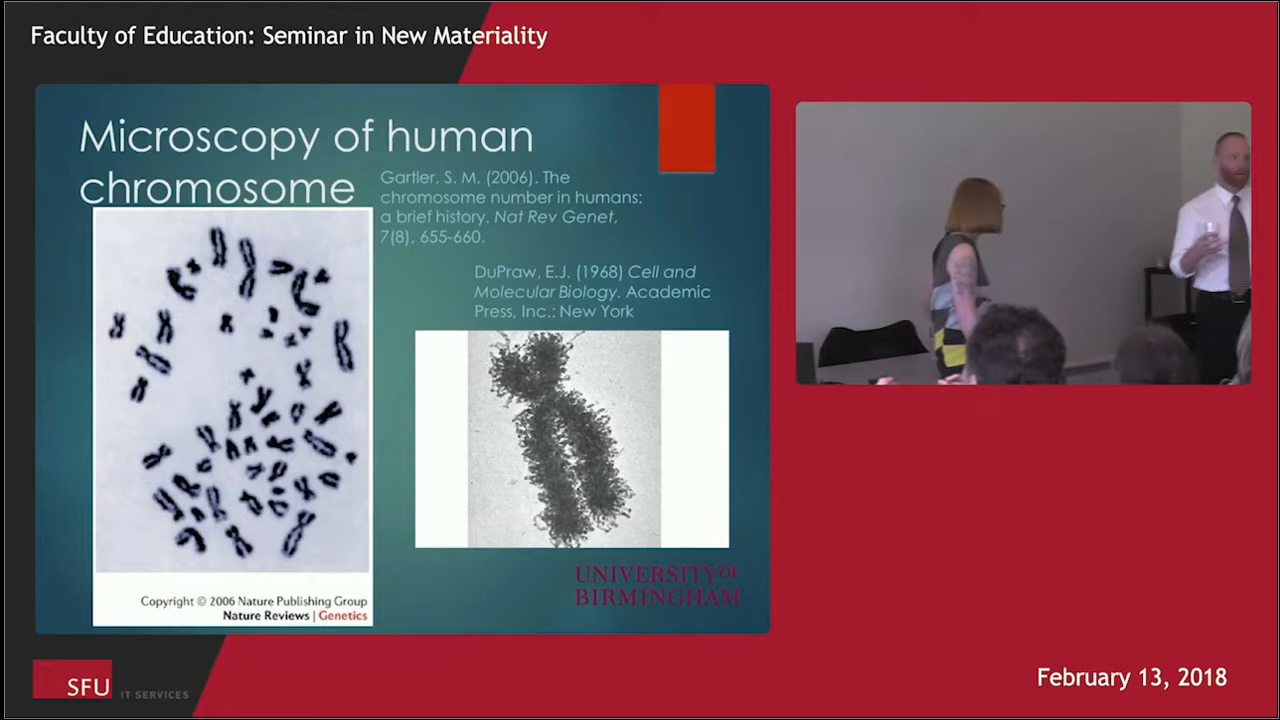 Faculty of Education: Seminar in New Materiality
Microscopy of human
chromosome
Gartler, S. M. (2006). The
chromosome number in humans:
a brief history. Nat Rev Genet,
7(8), 655-660.
DuPraw, E.J. (1968) Cell and
Molecular Biology. Academic
Press, Inc.: New York
Copyright © 2006 Nature Publishing Group
Nature Reviews | Genetics
UNIVERSITY OF
BIRMINGHAM
SFU IT SERVICES
February 13, 2018